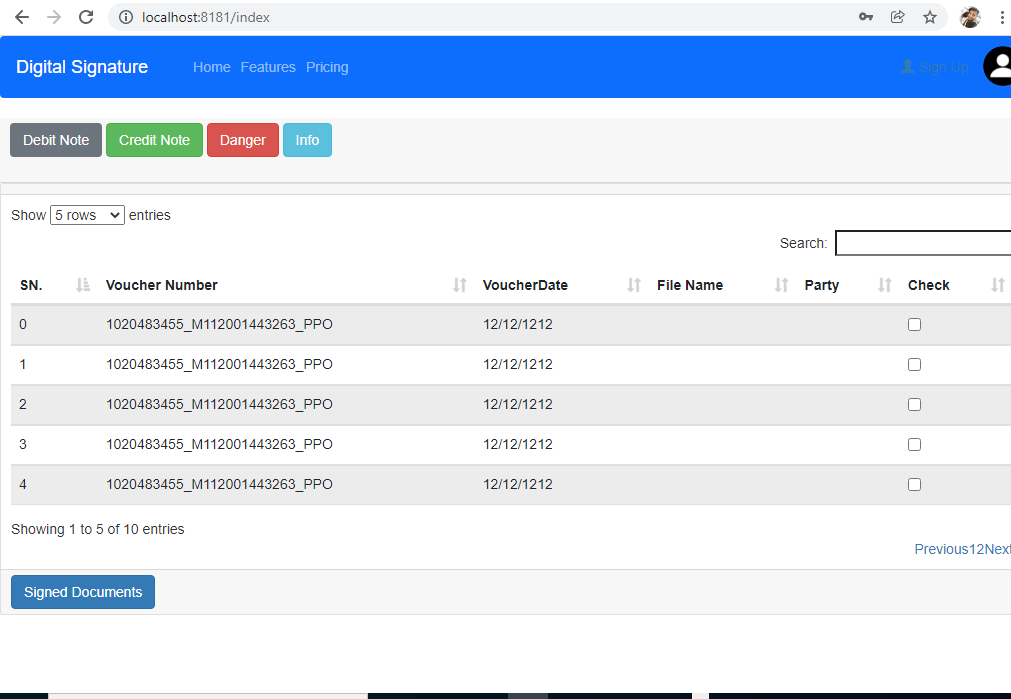 localhost:8181/index
Digital Signature Home Features Pricing Sign Up
Debit Note Credit Note Danger Info
Show 5 rows entries
Search:
SN. Voucher Number VoucherDate File Name Party Check
0 1020483455_M112001443263_PPO 12/12/1212
1 1020483455_M112001443263_PPO 12/12/1212
2 1020483455_M112001443263_PPO 12/12/1212
3 1020483455_M112001443263_PPO 12/12/1212
4 1020483455_M112001443263_PPO 12/12/1212
Showing 1 to 5 of 10 entries
Previous12Next
Signed Documents